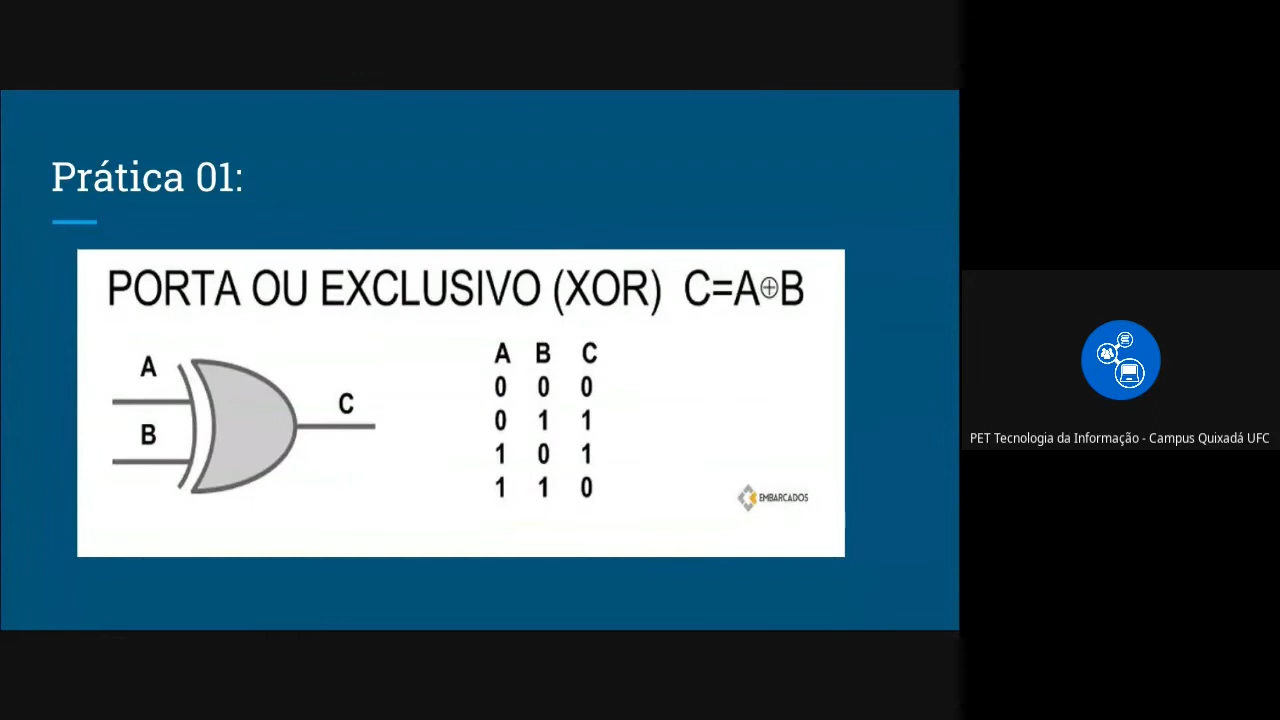 Prática 01:
PORTA OU EXCLUSIVO (XOR) C=A⊕B
A
B
C
A B C
0 0 0
0 1 1
1 0 1
1 1 0
EMBARCADOS
PET Tecnologia da Informação - Campus Quixadá UFC